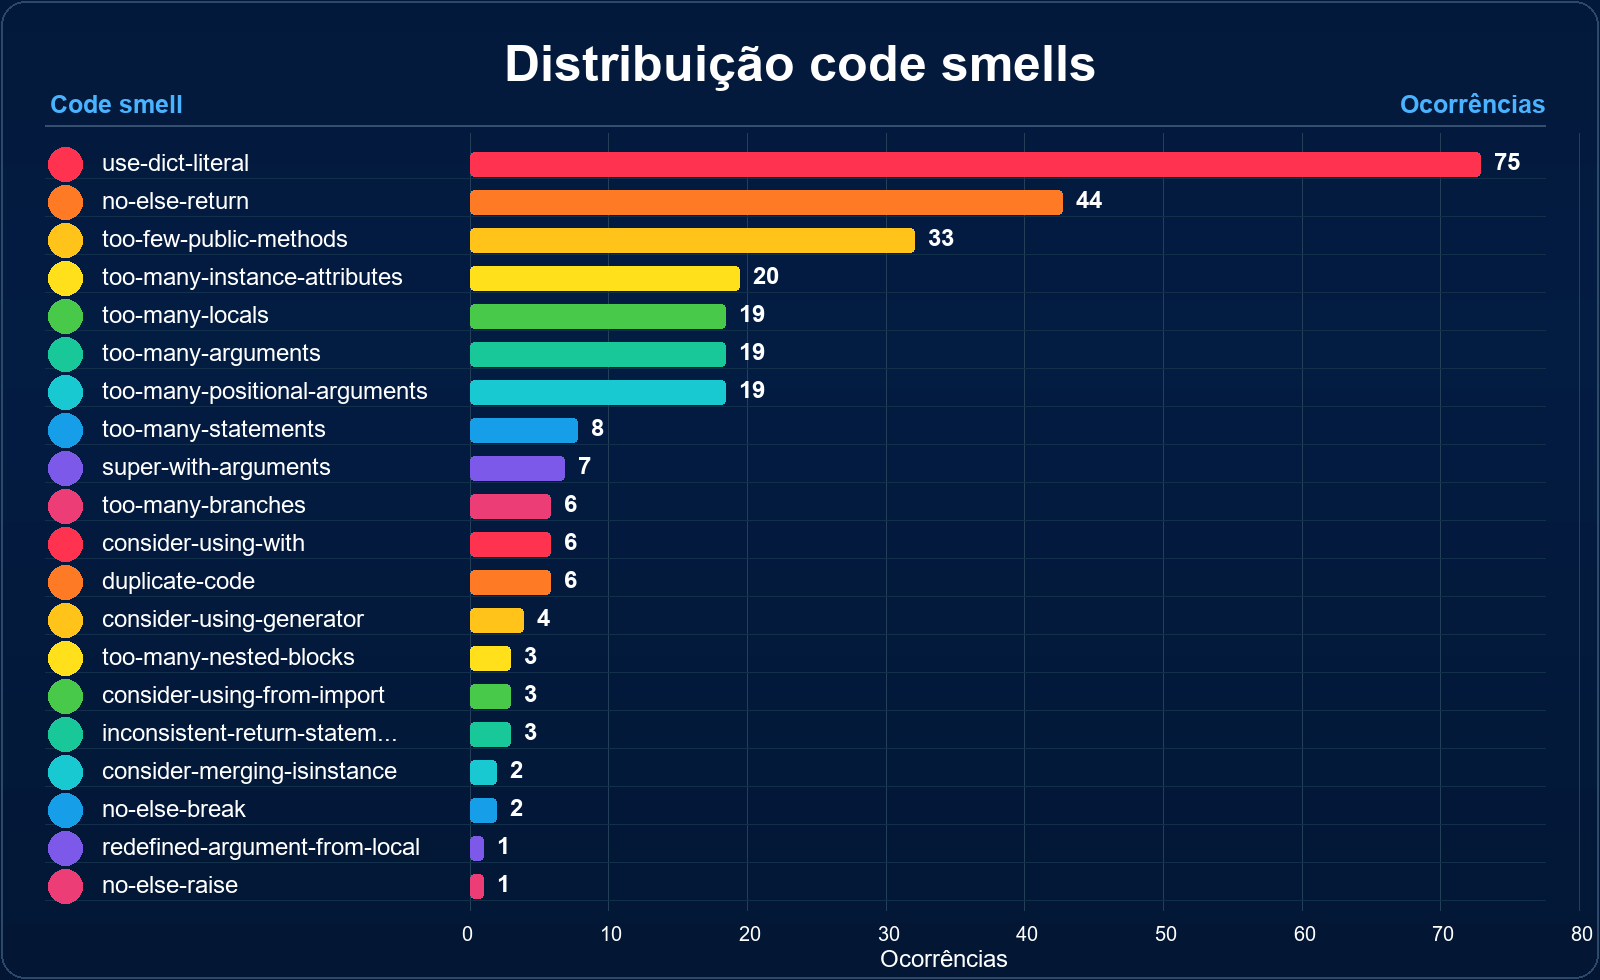 Distribuição code smells
Code smell Ocorrências
use-dict-literal 75
no-else-return 44
too-few-public-methods 33
too-many-instance-attributes 20
too-many-locals 19
too-many-arguments 19
too-many-positional-arguments 19
too-many-statements 8
super-with-arguments 7
too-many-branches 6
consider-using-with 6
duplicate-code 6
consider-using-generator 4
too-many-nested-blocks 3
consider-using-from-import 3
inconsistent-return-statem... 3
consider-merging-isinstance 2
no-else-break 2
redefined-argument-from-local 1
no-else-raise 1
0 10 20 30 40 50 60 70 80
Ocorrências